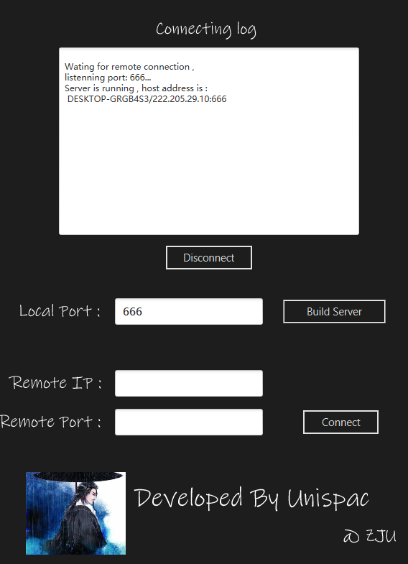 Connecting log
Wating for remote connection ,
listenning port: 666...
Server is running , host address is :
DESKTOP-GRGB4S3/222.205.29.10:666
Disconnect
Local Port : 666 Build Server
Remote IP :
Remote Port : Connect
Developed By Unispac
@ ZJU